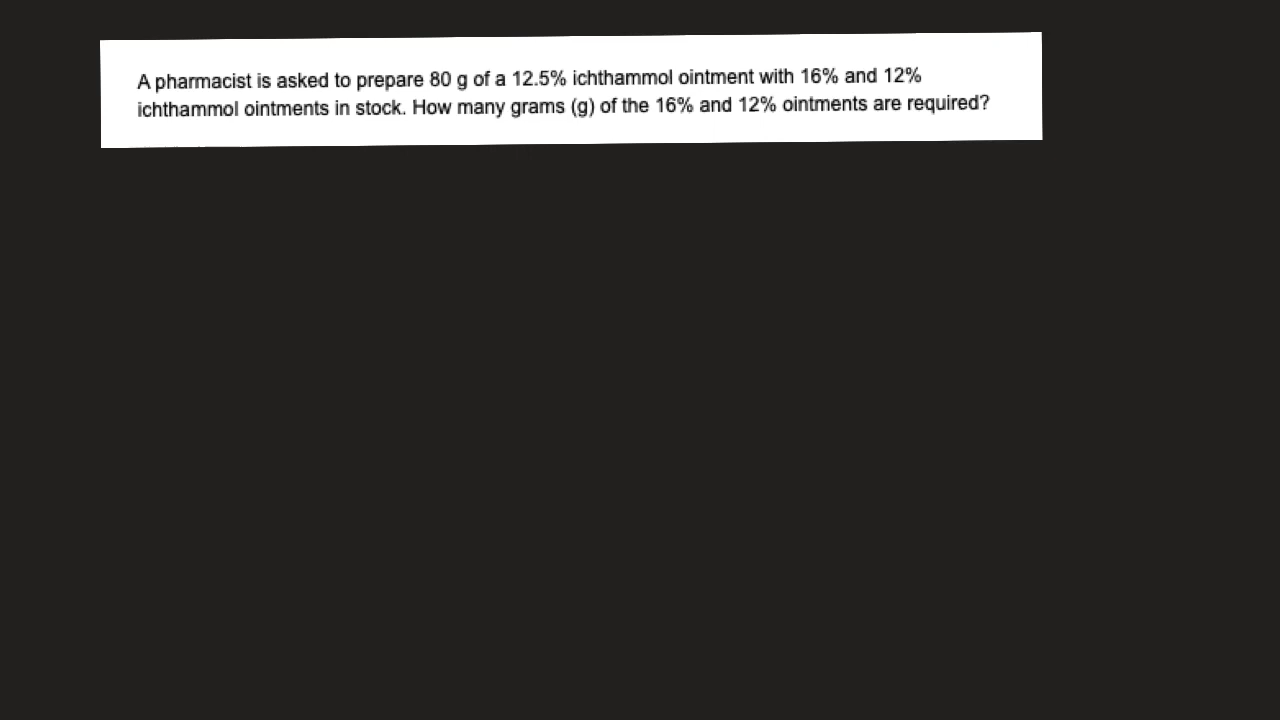 A pharmacist is asked to prepare 80 g of a 12.5% ichthammol ointment with 16% and 12%
ichthammol ointments in stock. How many grams (g) of the 16% and 12% ointments are required?